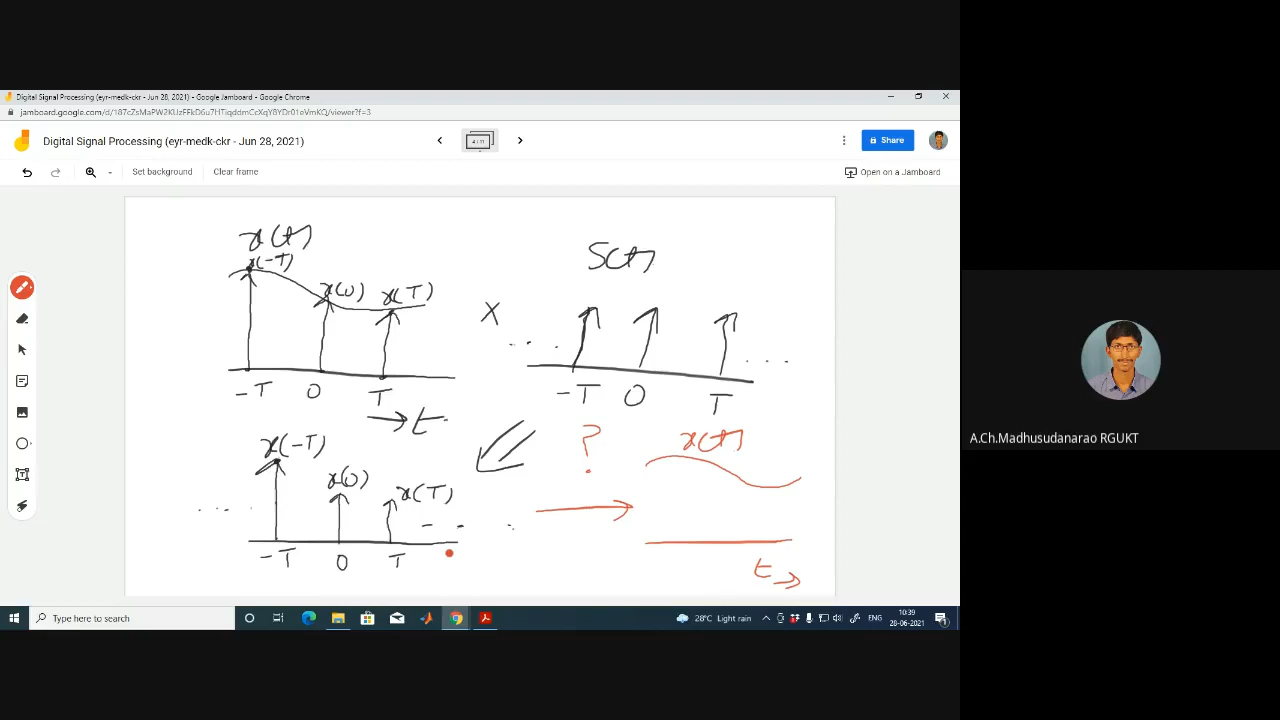 Digital Signal Processing (eyr-medk-ckr - Jun 28, 2021) - Google Jamboard - Google Chrome
Digital Signal Processing (eyr-medk-ckr - Jun 28, 2021)
Share
Set background
Clear frame
Open on a Jamboard
x(t)
x(-T)
x(0)
x(T)
X
S(t)
-T 0 T
t
-T 0 T
?
x(t)
x(-T)
x(0)
x(T)
-T 0 T
t
A.Ch.Madhusudanarao RGUKT
Type here to search
28°C Light rain
ENG
10:39
28-06-2021